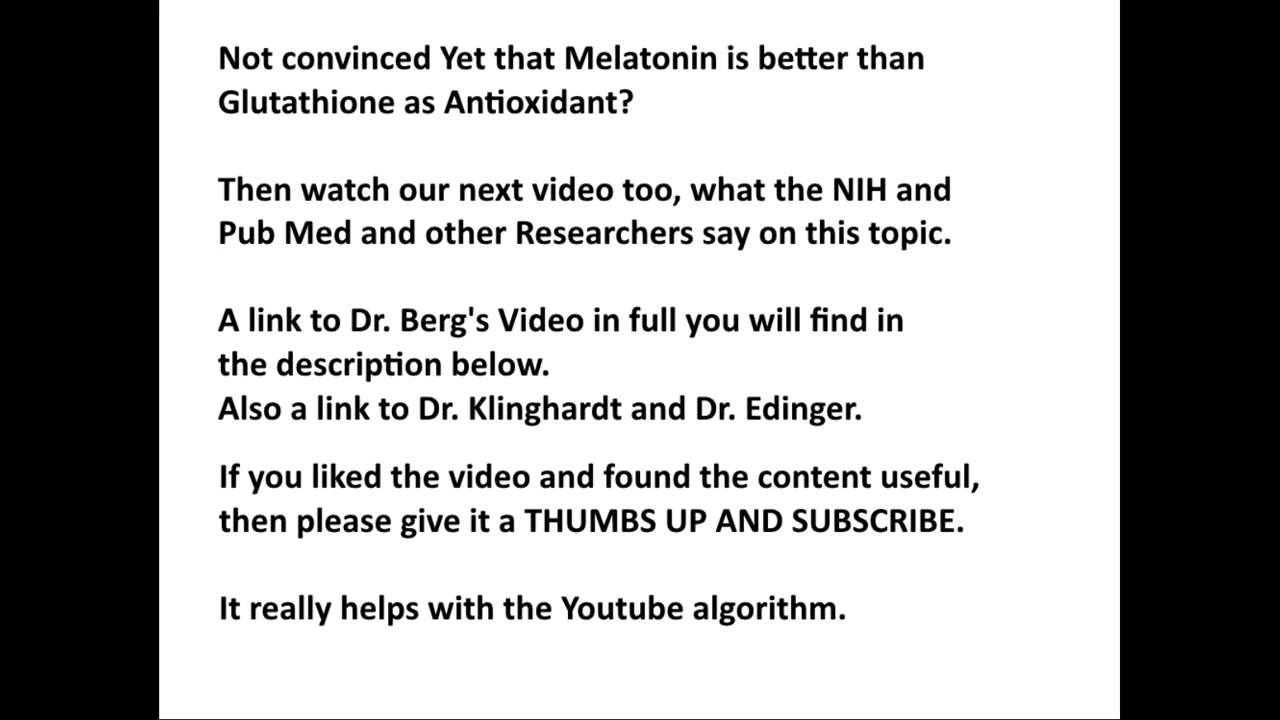 Not convinced Yet that Melatonin is better than
Glutathione as Antioxidant?
Then watch our next video too, what the NIH and
Pub Med and other Researchers say on this topic.
A link to Dr. Berg's Video in full you will find in
the description below.
Also a link to Dr. Klinghardt and Dr. Edinger.
If you liked the video and found the content useful,
then please give it a THUMBS UP AND SUBSCRIBE.
It really helps with the Youtube algorithm.